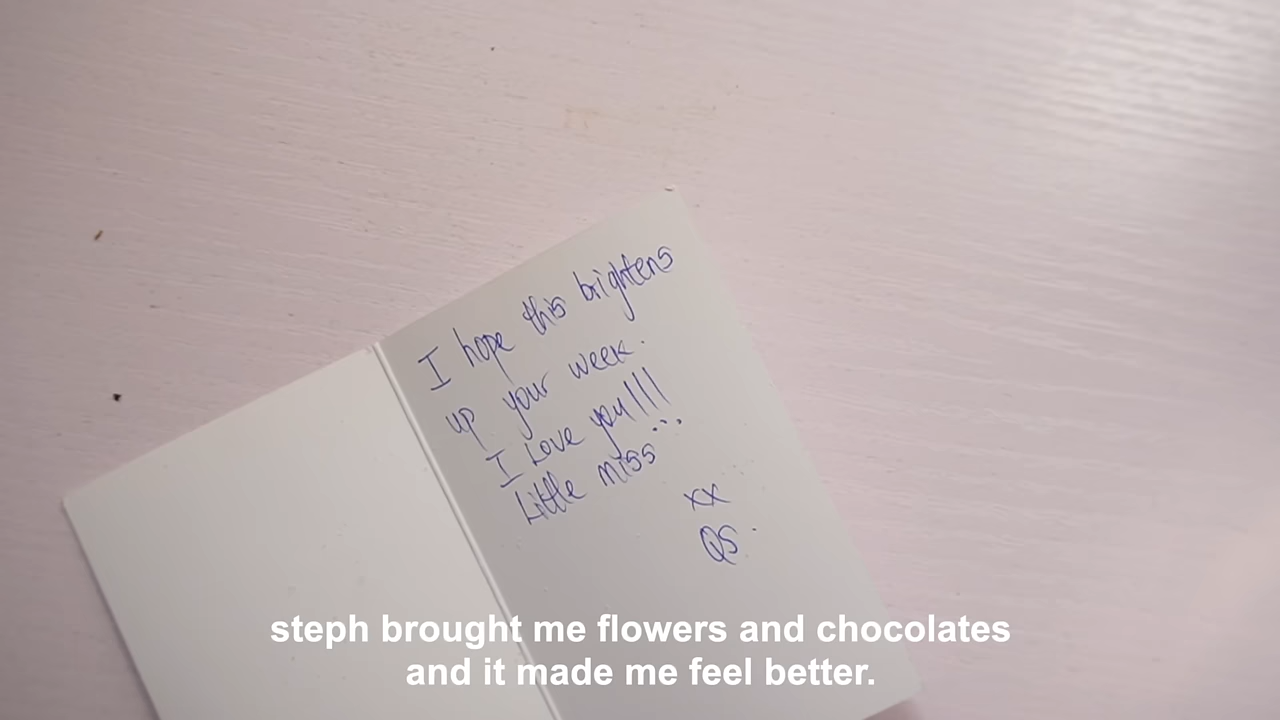 I hope this brightens
up your week.
I Love you!!!
Little miss...
xx
QS.
steph brought me flowers and chocolates
and it made me feel better.